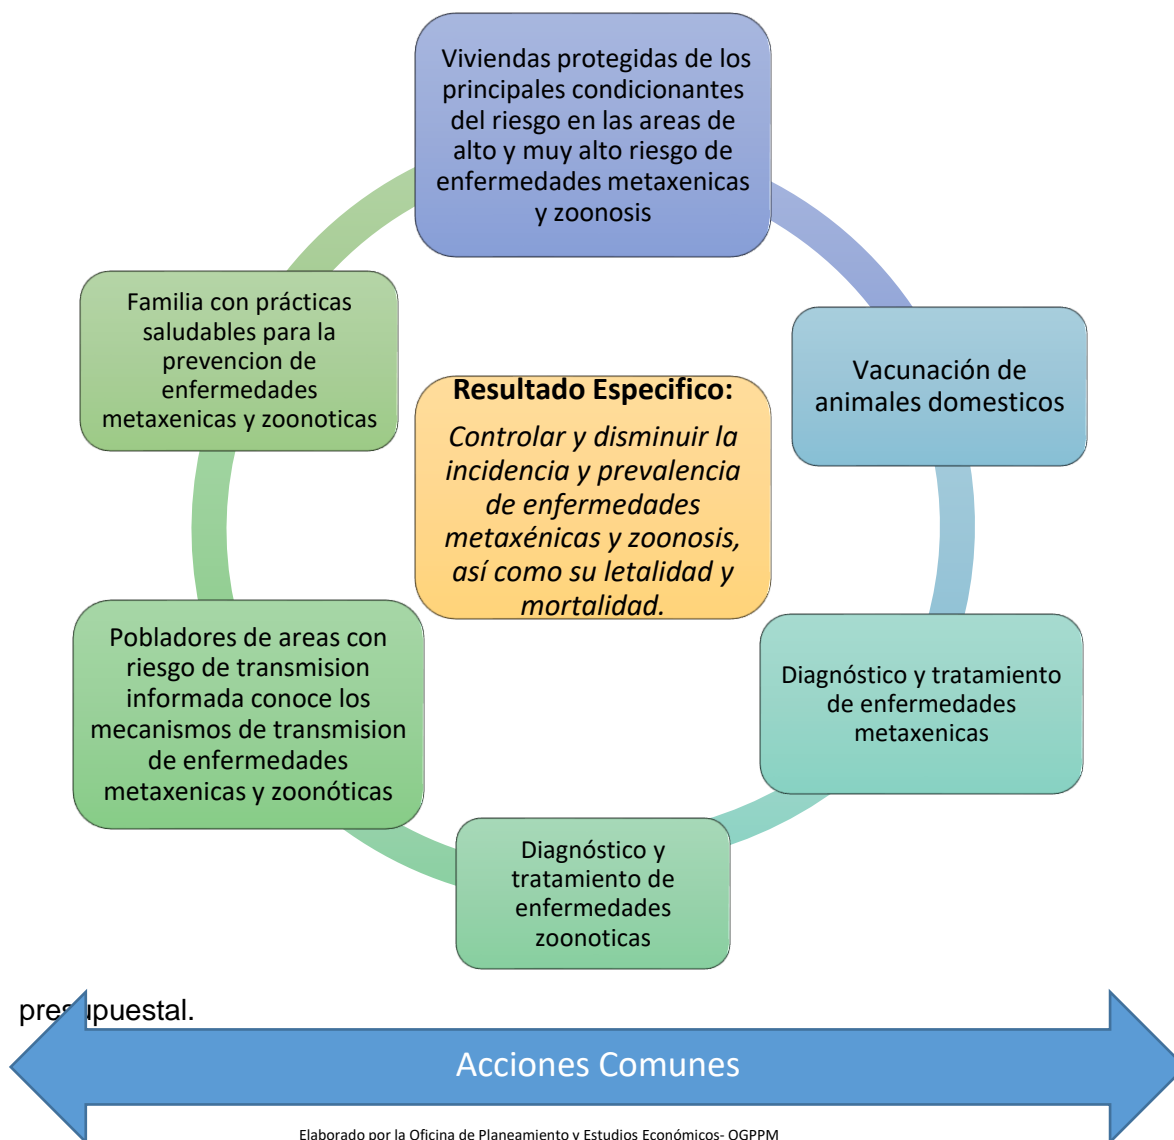 Viviendas protegidas de los
principales condicionantes
del riesgo en las areas de
alto y muy alto riesgo de
enfermedades metaxenicas
y zoonosis
Familia con prácticas
saludables para la
prevencion de
enfermedades
metaxenicas y zoonoticas
Vacunación de
animales domesticos
Resultado Especifico:
Controlar y disminuir la
incidencia y prevalencia
de enfermedades
metaxénicas y zoonosis,
así como su letalidad y
mortalidad.
Pobladores de areas con
riesgo de transmision
informada conoce los
mecanismos de transmision
de enfermedades
metaxenicas y zoonóticas
Diagnóstico y tratamiento
de enfermedades
metaxenicas
Diagnóstico y
tratamiento de
enfermedades
zoonoticas
presupuestal.
Acciones Comunes
Elaborado por la Oficina de Planeamiento y Estudios Económicos- OGPPM